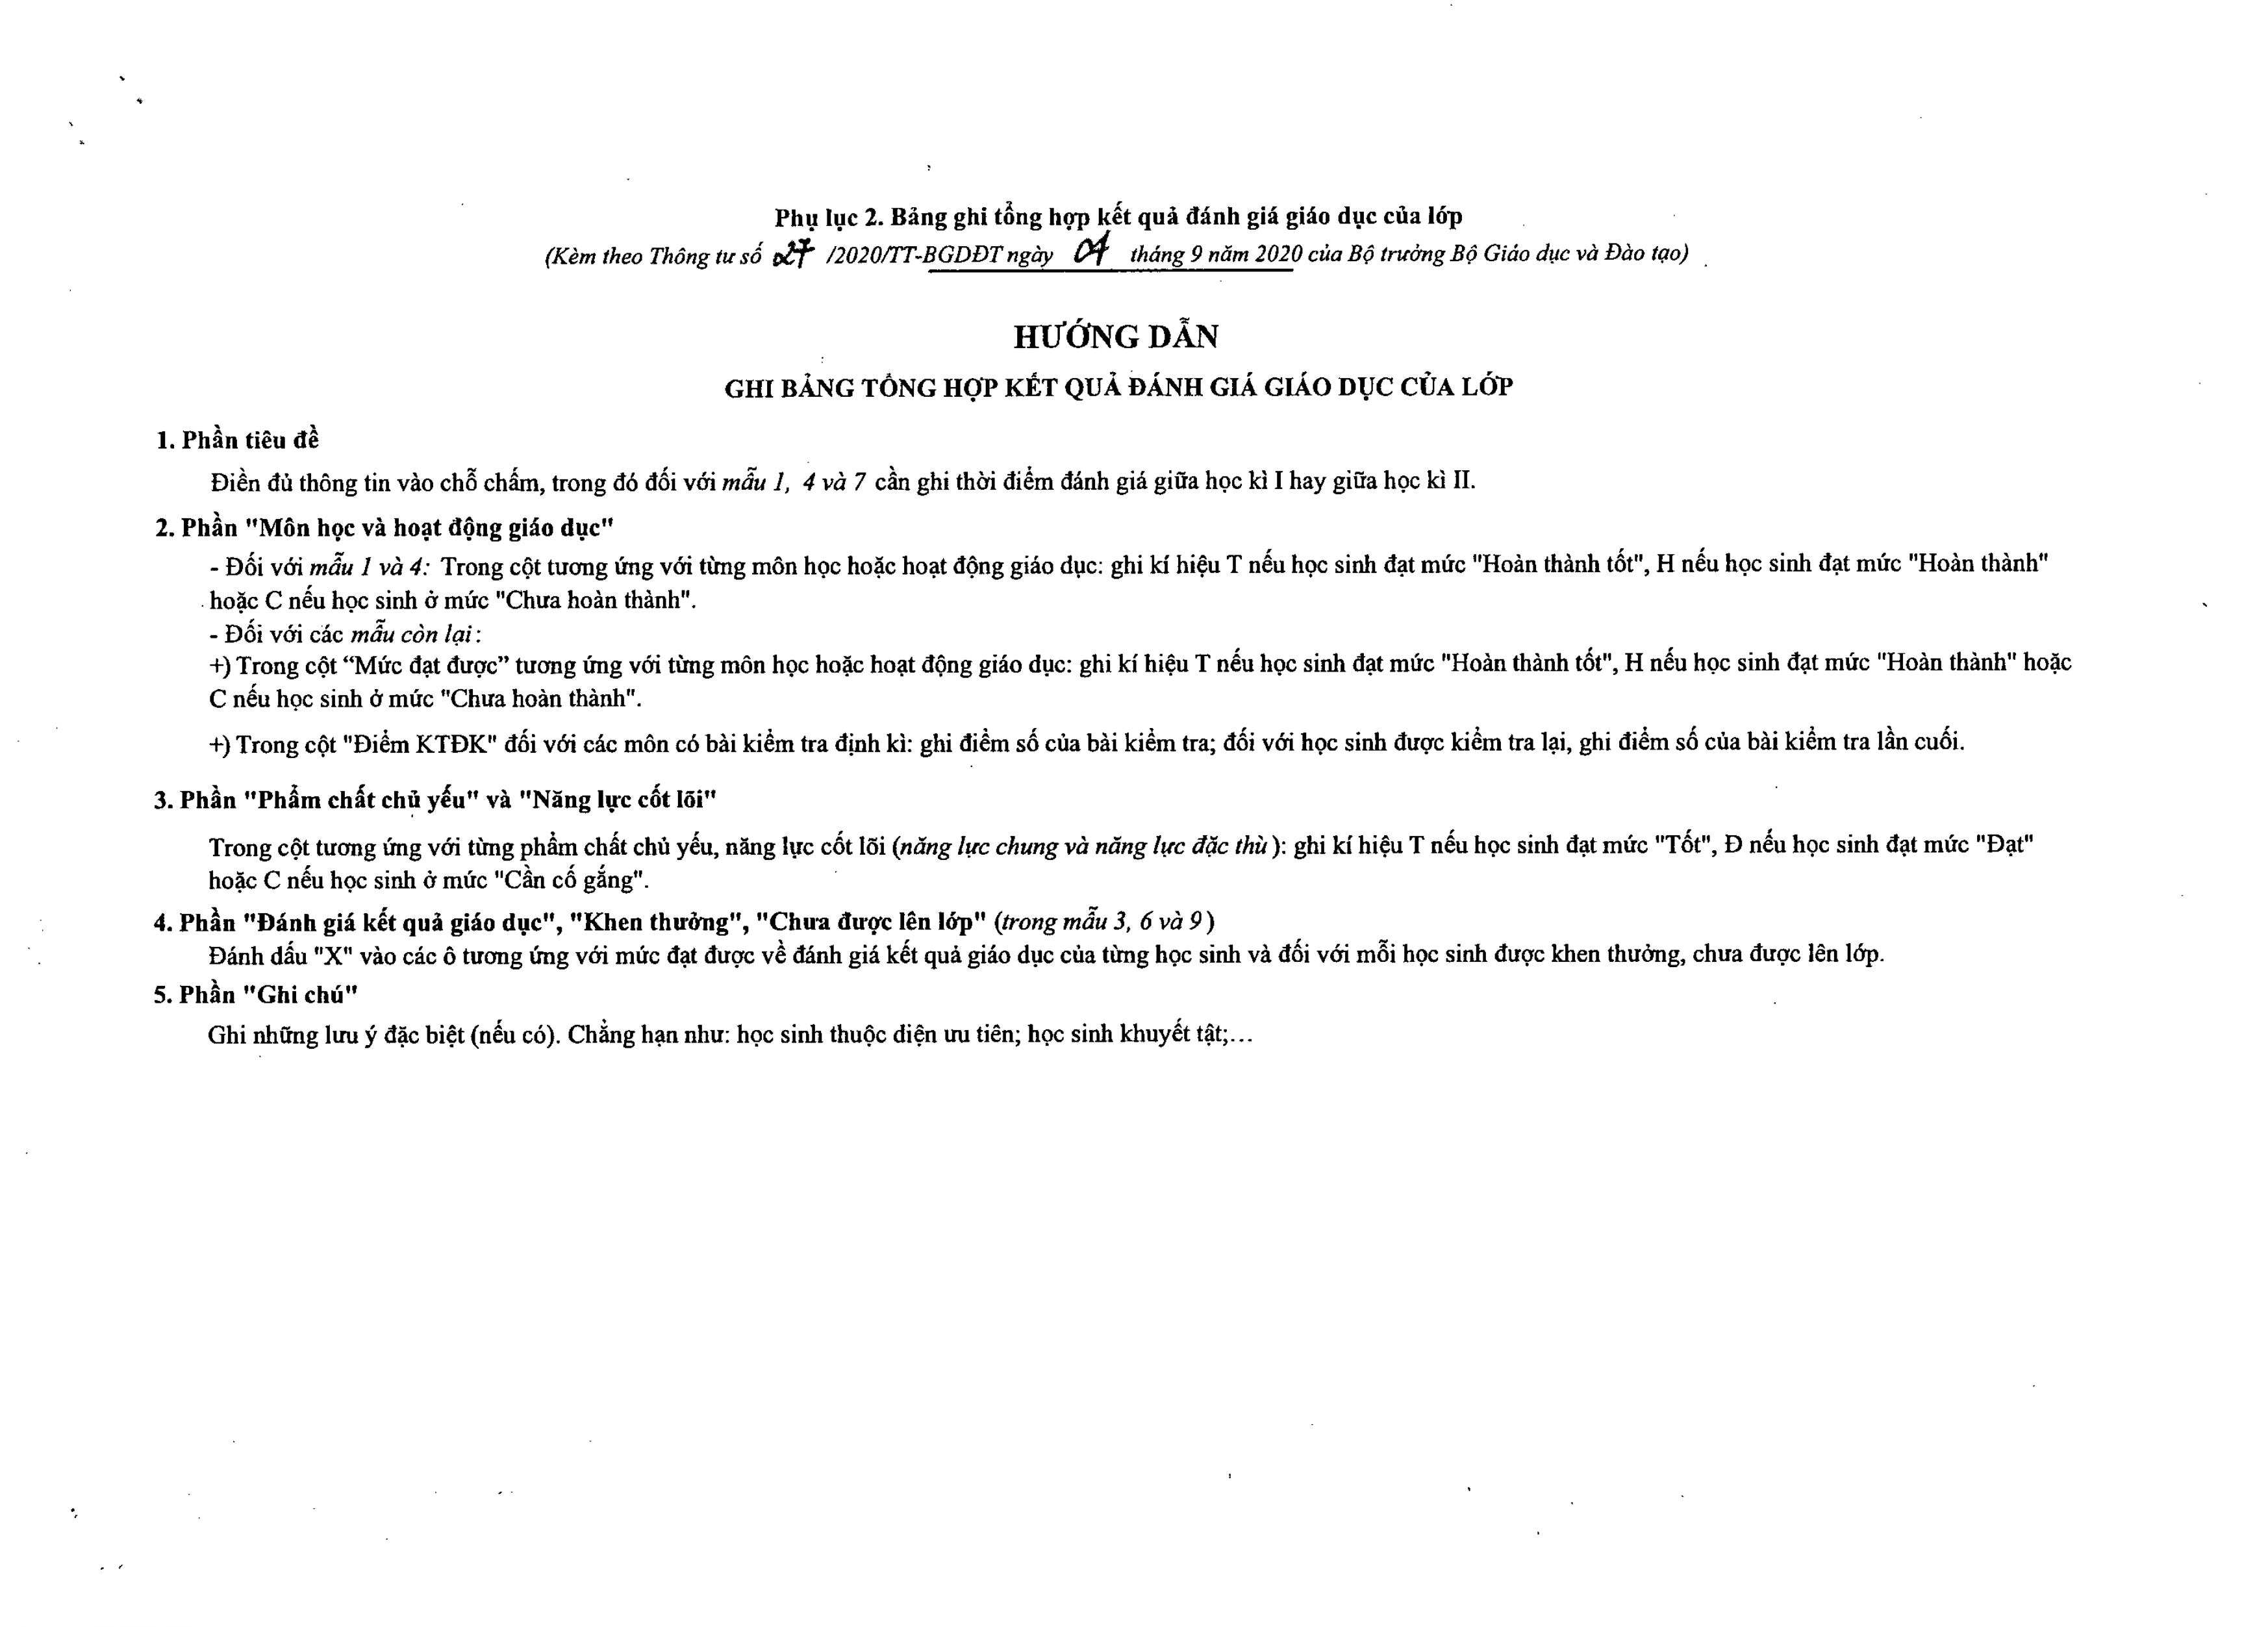 Phụ lục 2. Bảng ghi tổng hợp kết quả đánh giá giáo dục của lớp
(Kèm theo Thông tư số 27 /2020/TT-BGDĐT ngày 04 tháng 9 năm 2020 của Bộ trưởng Bộ Giáo dục và Đào tạo)
HƯỚNG DẪN
GHI BẢNG TỔNG HỢP KẾT QUẢ ĐÁNH GIÁ GIÁO DỤC CỦA LỚP
1. Phần tiêu đề
Điền đủ thông tin vào chỗ chấm, trong đó đối với mẫu 1, 4 và 7 cần ghi thời điểm đánh giá giữa học kì I hay giữa học kì II.
2. Phần "Môn học và hoạt động giáo dục"
- Đối với mẫu 1 và 4: Trong cột tương ứng với từng môn học hoặc hoạt động giáo dục: ghi kí hiệu T nếu học sinh đạt mức "Hoàn thành tốt", H nếu học sinh đạt mức "Hoàn thành"
hoặc C nếu học sinh ở mức "Chưa hoàn thành".
- Đối với các mẫu còn lại:
+) Trong cột “Mức đạt được” tương ứng với từng môn học hoặc hoạt động giáo dục: ghi kí hiệu T nếu học sinh đạt mức "Hoàn thành tốt", H nếu học sinh đạt mức "Hoàn thành" hoặc
C nếu học sinh ở mức "Chưa hoàn thành".
+) Trong cột "Điểm KTĐK" đối với các môn có bài kiểm tra định kì: ghi điểm số của bài kiểm tra; đối với học sinh được kiểm tra lại, ghi điểm số của bài kiểm tra lần cuối.
3. Phần "Phẩm chất chủ yếu" và "Năng lực cốt lõi"
Trong cột tương ứng với từng phẩm chất chủ yếu, năng lực cốt lõi (năng lực chung và năng lực đặc thù): ghi kí hiệu T nếu học sinh đạt mức "Tốt", Đ nếu học sinh đạt mức "Đạt"
hoặc C nếu học sinh ở mức "Cần cố gắng".
4. Phần "Đánh giá kết quả giáo dục", "Khen thưởng", "Chưa được lên lớp" (trong mẫu 3, 6 và 9)
Đánh dấu "X" vào các ô tương ứng với mức đạt được về đánh giá kết quả giáo dục của từng học sinh và đối với mỗi học sinh được khen thưởng, chưa được lên lớp.
5. Phần "Ghi chú"
Ghi những lưu ý đặc biệt (nếu có). Chẳng hạn như: học sinh thuộc diện ưu tiên; học sinh khuyết tật;...